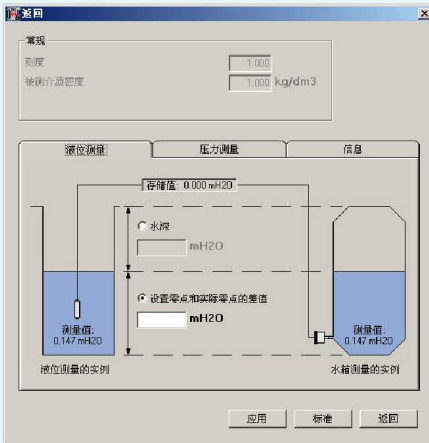 返回
常规
刻度 1.000
被测介质密度 1.000 kg/dm3
液位测量 压力测量 信息
存储值: 0.000 mH2O
水深
mH2O
设置零点和实际零点的差值
mH2O
测量值:
0.147 mH2O
测量值:
0.147 mH2O
液位测量的实例 水箱测量的实例
应用 标准 返回